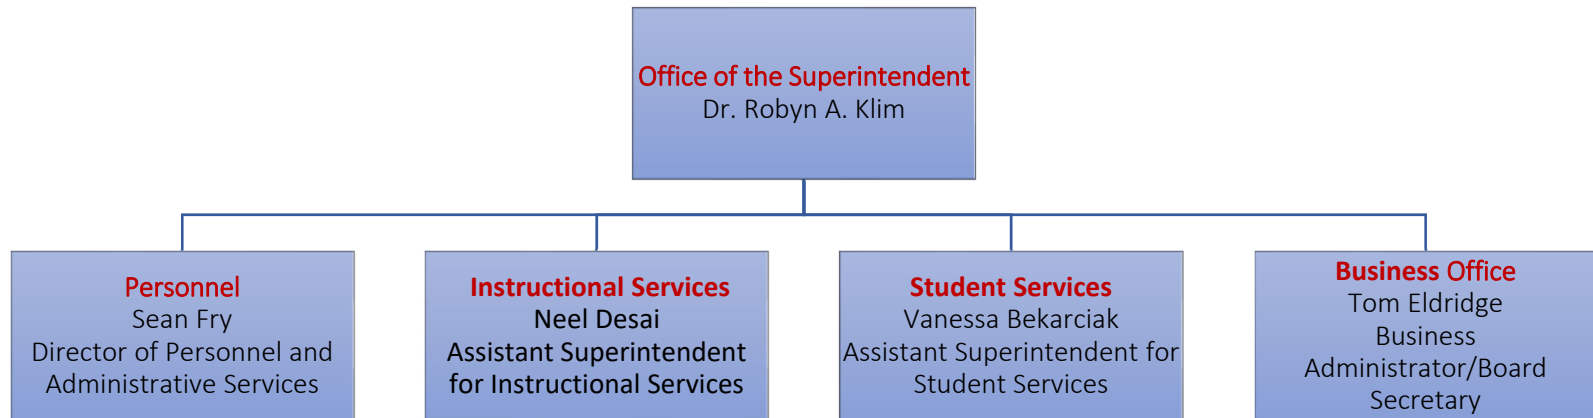 Office of the Superintendent
Dr. Robyn A. Klim
Personnel
Sean Fry
Director of Personnel and
Administrative Services
Instructional Services
Neel Desai
Assistant Superintendent
for Instructional Services
Student Services
Vanessa Bekarciak
Assistant Superintendent for
Student Services
Business Office
Tom Eldridge
Business
Administrator/Board
Secretary